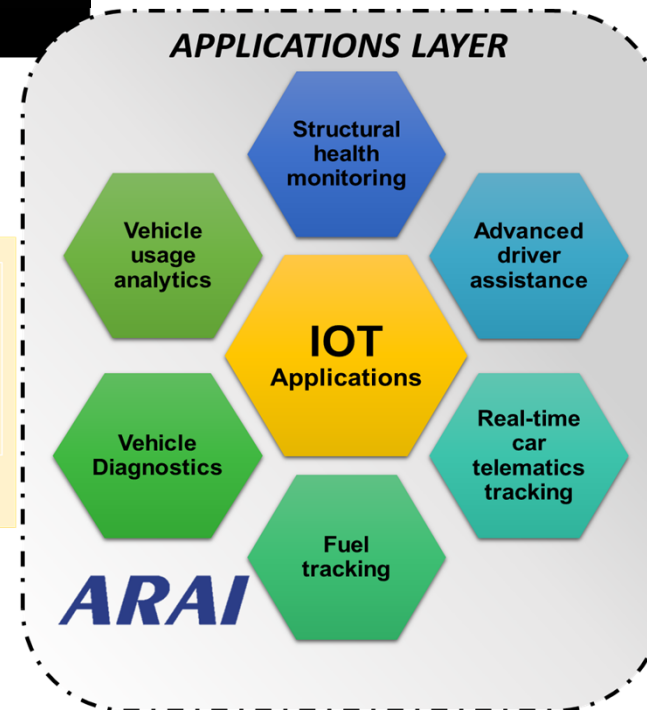 APPLICATIONS LAYER
Structural
health
monitoring
Vehicle
usage
analytics
Advanced
driver
assistance
IOT
Applications
Vehicle
Diagnostics
Real-time
car
telematics
tracking
Fuel
tracking
ARAI